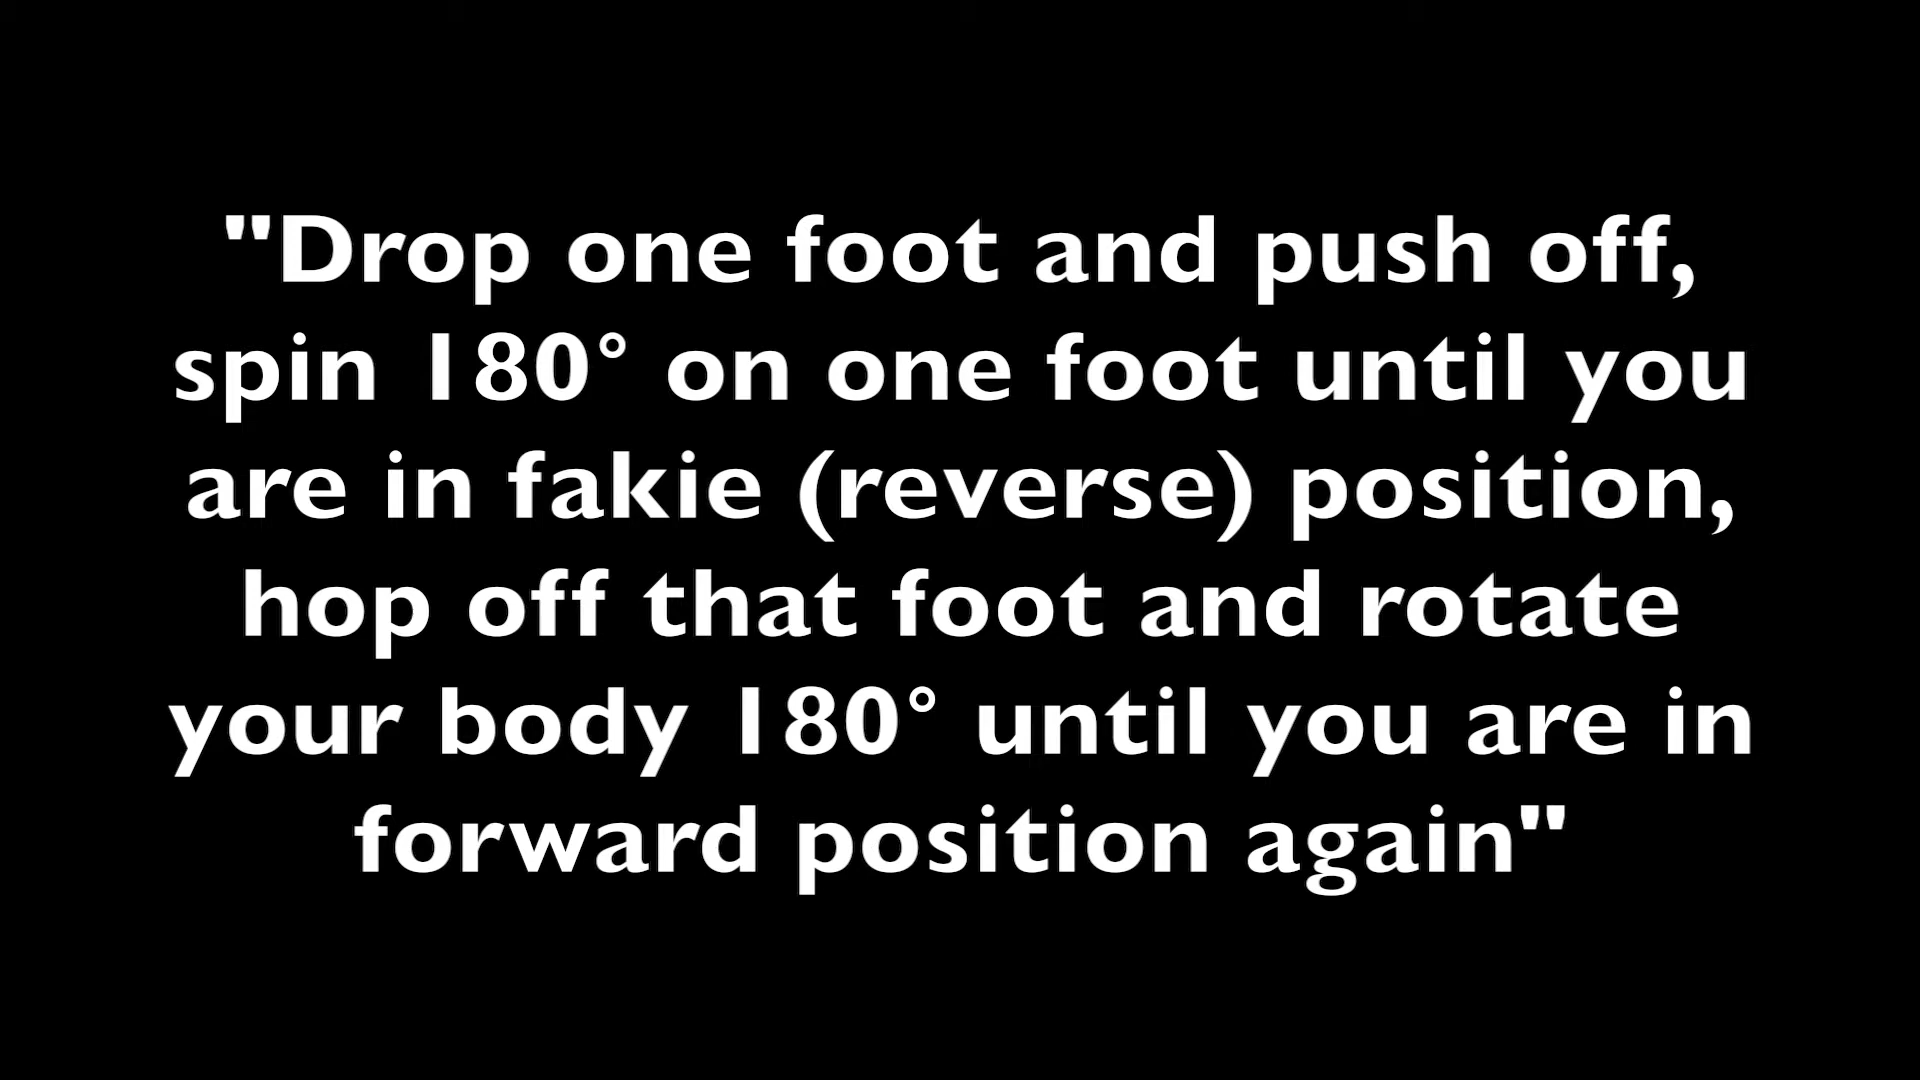 "Drop one foot and push off,
spin 180° on one foot until you
are in fakie (reverse) position,
hop off that foot and rotate
your body 180° until you are in
forward position again"